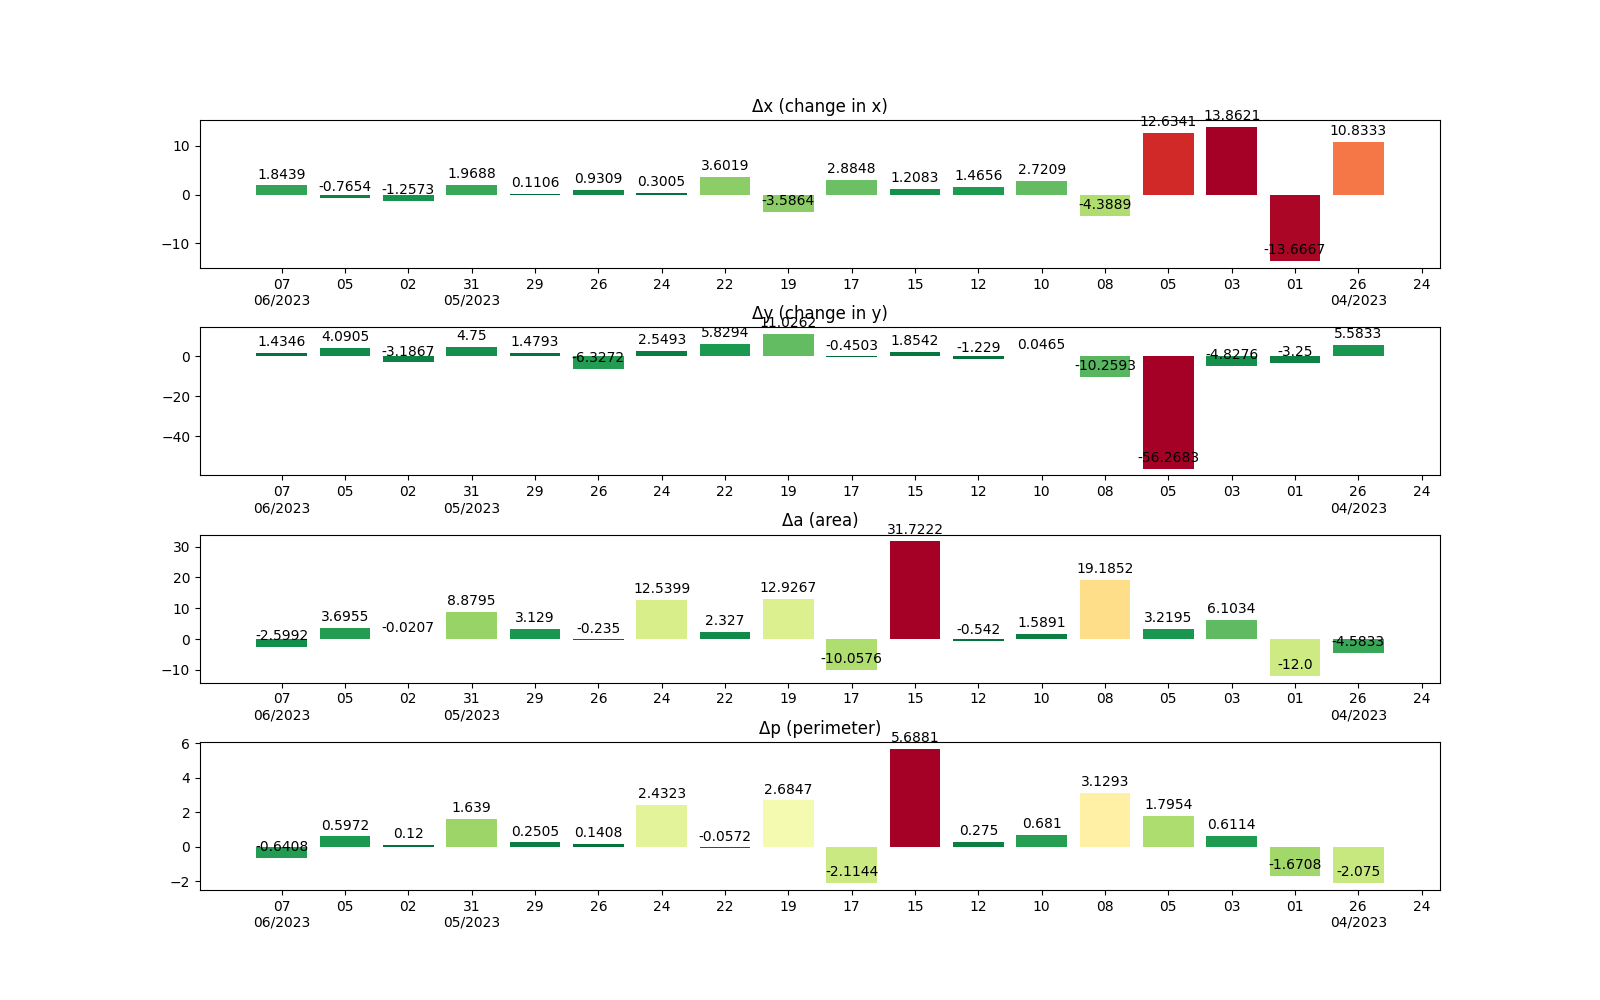 Δx (change in x)
10
0
−10
1.8439 -0.7654 -1.2573 1.9688 0.1106 0.9309 0.3005 3.6019 -3.5864 2.8848 1.2083 1.4656 2.7209 -4.3889 12.6341 13.8621 -13.6667 10.8333
07 05 02 31 29 26 24 22 19 17 15 12 10 08 05 03 01 26 24
06/2023 05/2023 04/2023
Δy (change in y)
0
−20
−40
1.4346 4.0905 -3.1867 4.75 1.4793 -6.3272 2.5493 5.8294 11.0262 -0.4503 1.8542 -1.229 0.0465 -10.2593 -56.2683 -4.8276 -3.25 5.5833
07 05 02 31 29 26 24 22 19 17 15 12 10 08 05 03 01 26 24
06/2023 05/2023 04/2023
Δa (area)
30
20
10
0
−10
-2.5992 3.6955 -0.0207 8.8795 3.129 -0.235 12.5399 2.327 12.9267 -10.0576 31.7222 -0.542 1.5891 19.1852 3.2195 6.1034 -12.0 -4.5833
07 05 02 31 29 26 24 22 19 17 15 12 10 08 05 03 01 26 24
06/2023 05/2023 04/2023
Δp (perimeter)
6
4
2
0
−2
-0.6408 0.5972 0.12 1.639 0.2505 0.1408 2.4323 -0.0572 2.6847 -2.1144 5.6881 0.275 0.681 3.1293 1.7954 0.6114 -1.6708 -2.075
07 05 02 31 29 26 24 22 19 17 15 12 10 08 05 03 01 26 24
06/2023 05/2023 04/2023